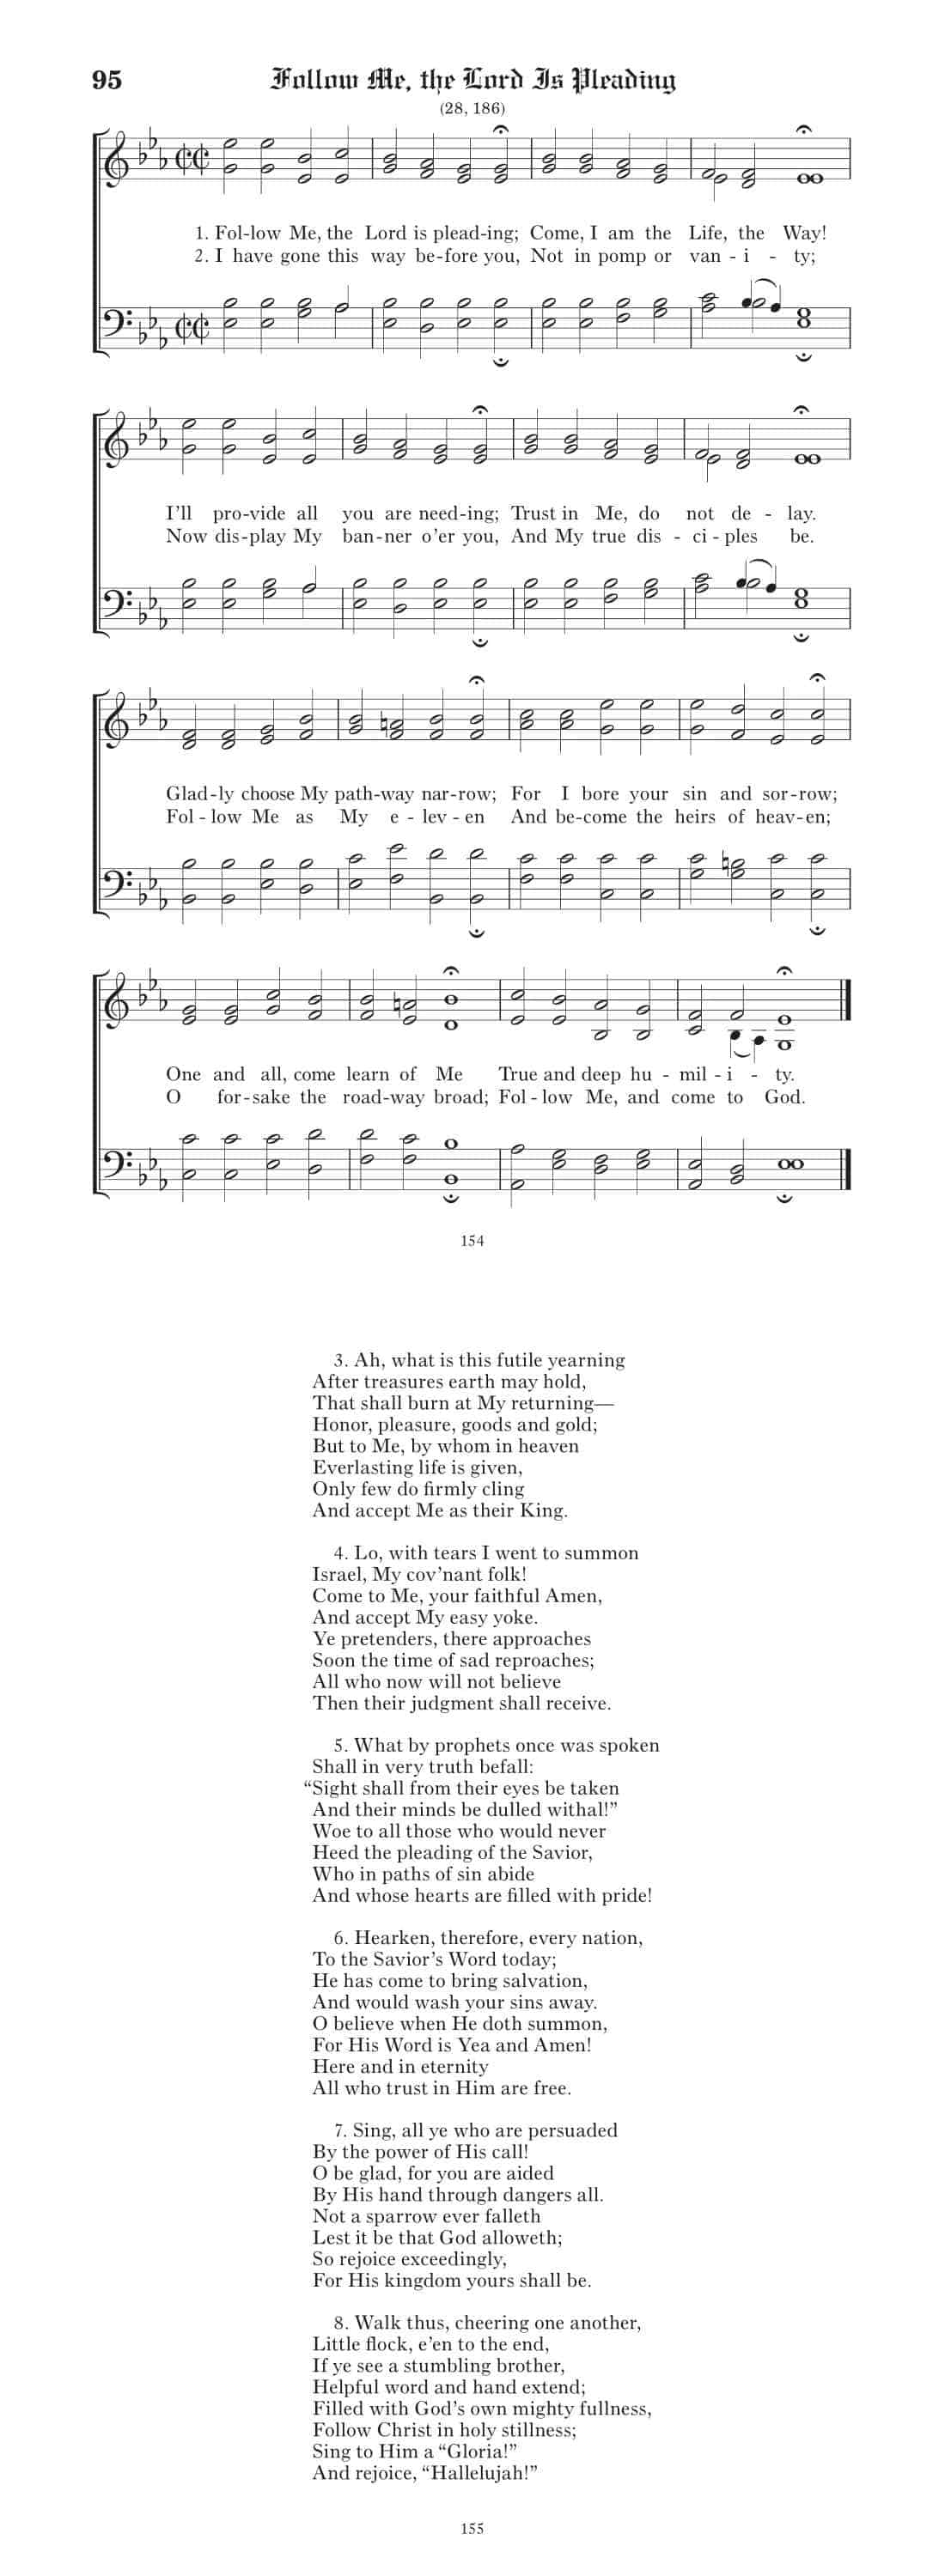 95 Follow Me, the Lord Is Pleading
(28, 186)
1. Fol-low Me, the Lord is plead-ing; Come, I am the Life, the Way!
2. I have gone this way be-fore you, Not in pomp or van - i - ty;
I’ll pro-vide all you are need-ing; Trust in Me, do not de - lay.
Now dis-play My ban-ner o’er you, And My true dis - ci - ples be.
Glad-ly choose My path-way nar-row; For I bore your sin and sor-row;
Fol - low Me as My e - lev - en And be-come the heirs of heav-en;
One and all, come learn of Me True and deep hu - mil - i - ty.
O for-sake the road-way broad; Fol - low Me, and come to God.
154
3. Ah, what is this futile yearning
After treasures earth may hold,
That shall burn at My returning—
Honor, pleasure, goods and gold;
But to Me, by whom in heaven
Everlasting life is given,
Only few do firmly cling
And accept Me as their King.
4. Lo, with tears I went to summon
Israel, My cov’nant folk!
Come to Me, your faithful Amen,
And accept My easy yoke.
Ye pretenders, there approaches
Soon the time of sad reproaches;
All who now will not believe
Then their judgment shall receive.
5. What by prophets once was spoken
Shall in very truth befall:
“Sight shall from their eyes be taken
And their minds be dulled withal!”
Woe to all those who would never
Heed the pleading of the Savior,
Who in paths of sin abide
And whose hearts are filled with pride!
6. Hearken, therefore, every nation,
To the Savior’s Word today;
He has come to bring salvation,
And would wash your sins away.
O believe when He doth summon,
For His Word is Yea and Amen!
Here and in eternity
All who trust in Him are free.
7. Sing, all ye who are persuaded
By the power of His call!
O be glad, for you are aided
By His hand through dangers all.
Not a sparrow ever falleth
Lest it be that God alloweth;
So rejoice exceedingly,
For His kingdom yours shall be.
8. Walk thus, cheering one another,
Little flock, e’en to the end,
If ye see a stumbling brother,
Helpful word and hand extend;
Filled with God’s own mighty fullness,
Follow Christ in holy stillness;
Sing to Him a “Gloria!”
And rejoice, “Hallelujah!”
155